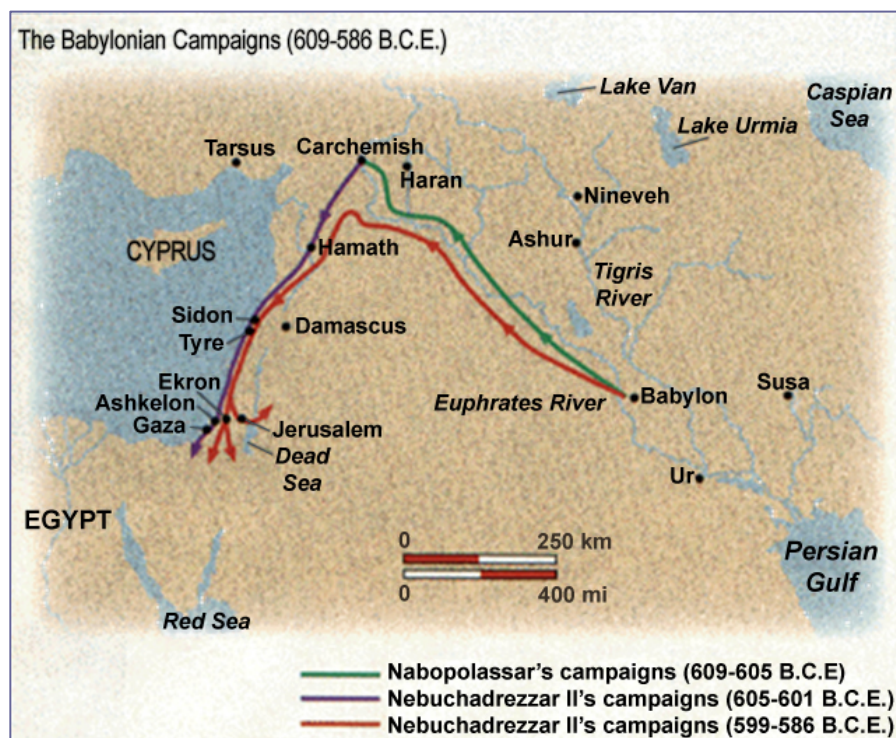 The Babylonian Campaigns (609-586 B.C.E.)
Lake Van
Caspian
Sea
Lake Urmia
Tarsus
Carchemish
Haran
Nineveh
CYPRUS
Hamath
Ashur
Tigris
River
Sidon
Tyre
Damascus
Ekron
Ashkelon
Gaza
Jerusalem
Dead
Sea
Euphrates River
Babylon
Susa
Ur
EGYPT
Red Sea
Persian
Gulf
0 250 km
0 400 mi
Nabopolassar's campaigns (609-605 B.C.E)
Nebuchadrezzar II's campaigns (605-601 B.C.E.)
Nebuchadrezzar II's campaigns (599-586 B.C.E.)